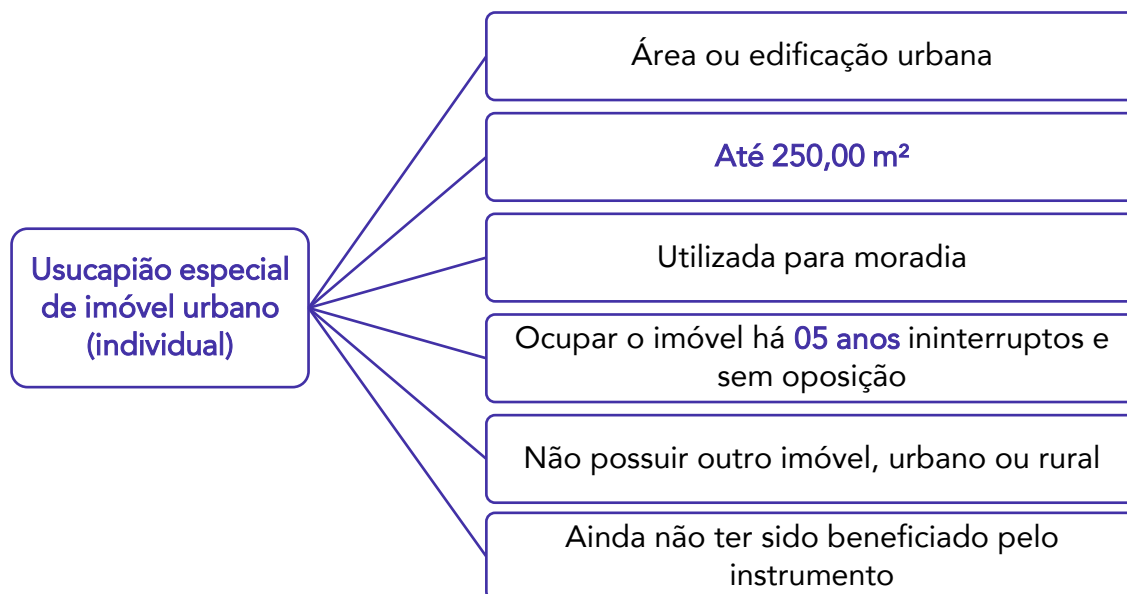 Usucapião especial
de imóvel urbano
(individual)
Área ou edificação urbana
Até 250,00 m²
Utilizada para moradia
Ocupar o imóvel há 05 anos ininterruptos e
sem oposição
Não possuir outro imóvel, urbano ou rural
Ainda não ter sido beneficiado pelo
instrumento